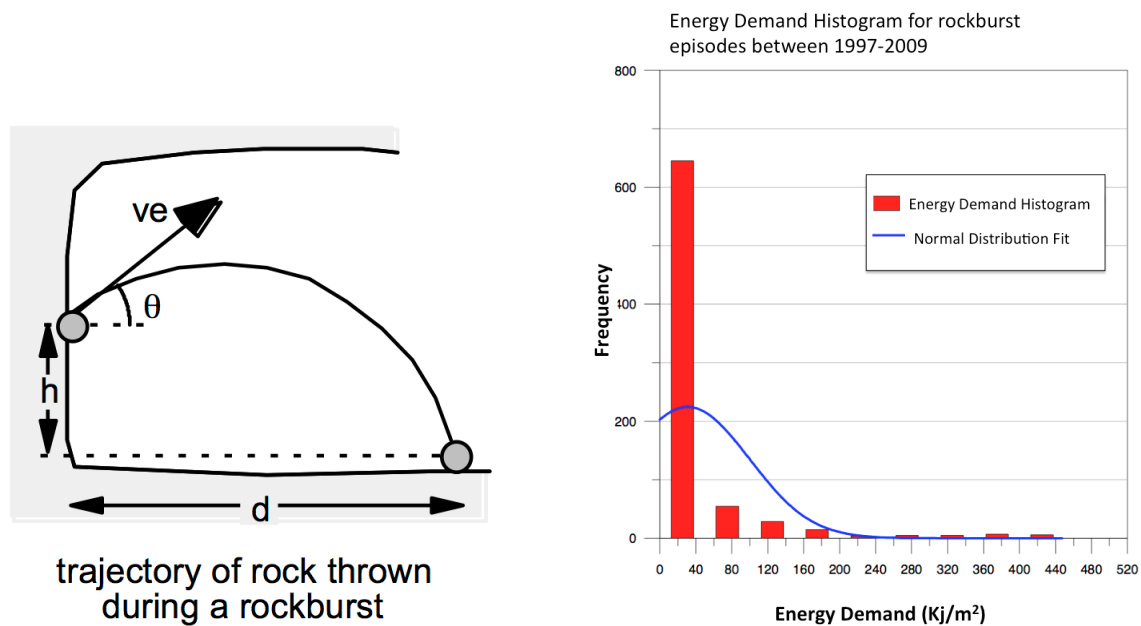 ve
θ
h
d
trajectory of rock thrown
during a rockburst
Energy Demand Histogram for rockburst
episodes between 1997-2009
800
600
400
200
0
Frequency
Energy Demand Histogram
Normal Distribution Fit
0 40 80 120 160 200 240 280 320 360 400 440 480 520
Energy Demand (Kj/m²)